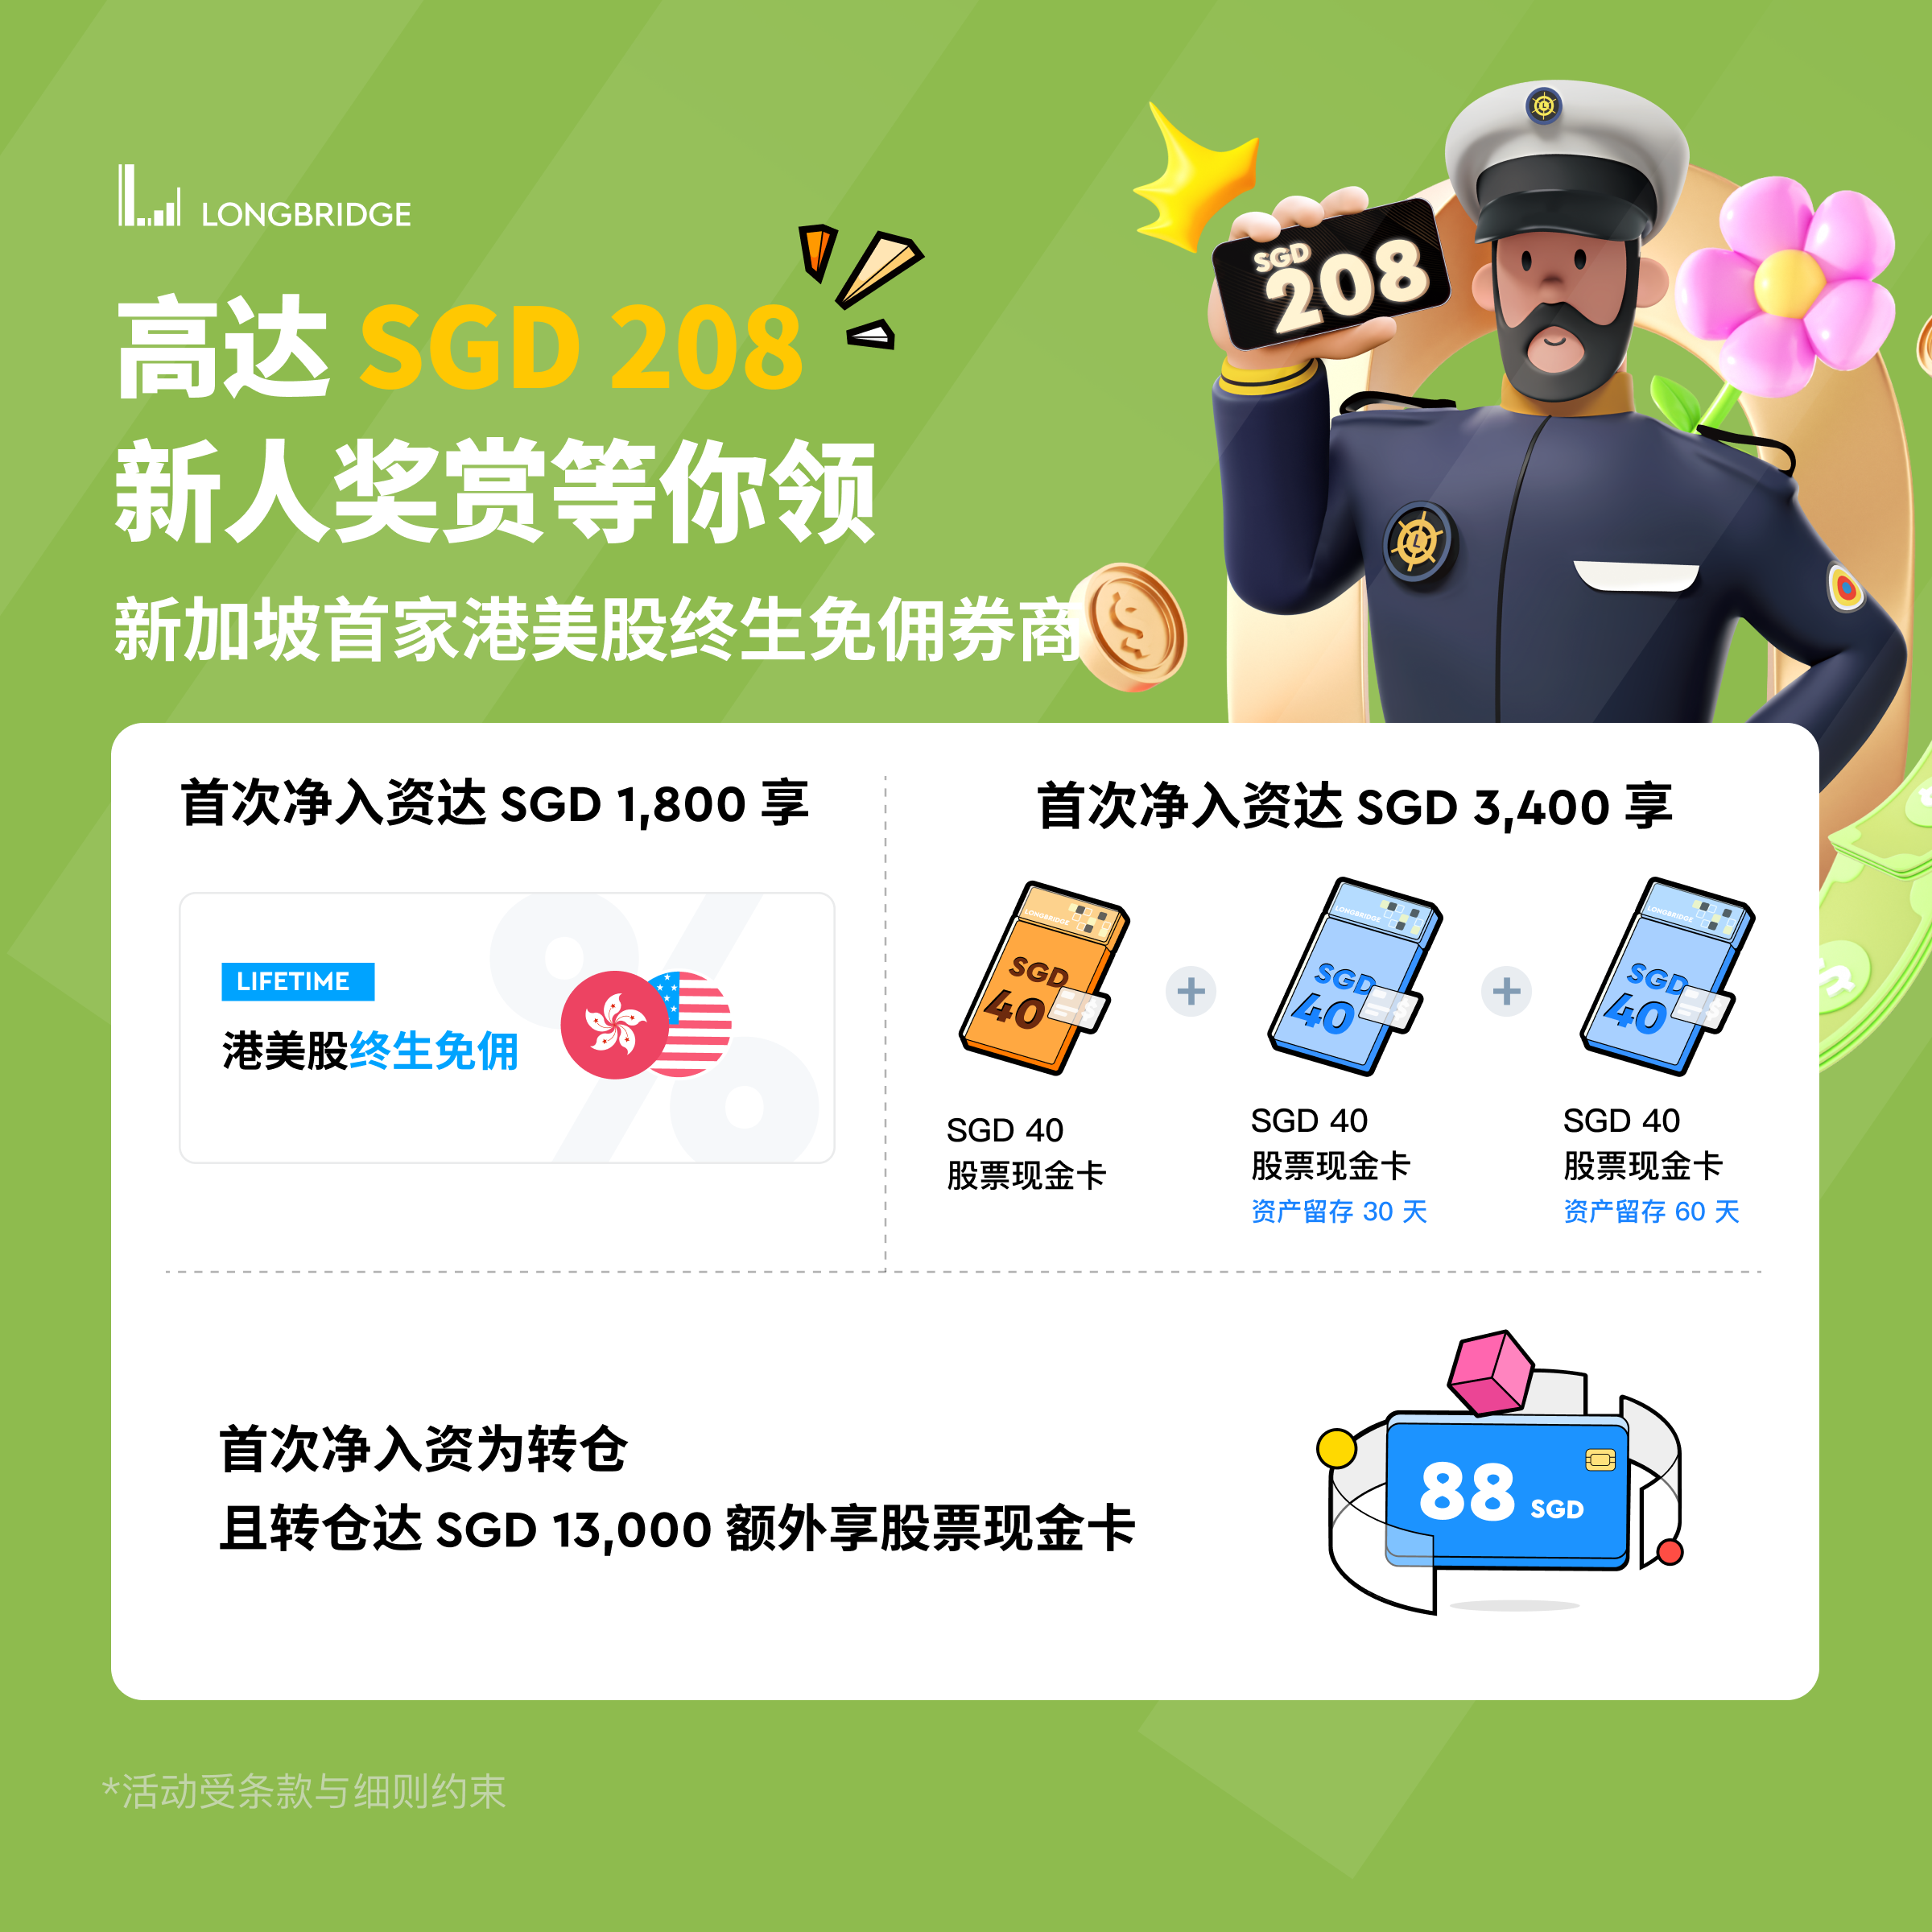 LONGBRIDGE
高达 SGD 208
新人奖赏等你领
新加坡首家港美股终生免佣券商
SGD
208
首次净入资达 SGD 1,800 享
LIFETIME
港美股终生免佣
首次净入资达 SGD 3,400 享
LONGBRIDGE
SGD
40
LONGBRIDGE
SGD
40
LONGBRIDGE
SGD
40
SGD 40
股票现金卡
SGD 40
股票现金卡
资产留存 30 天
SGD 40
股票现金卡
资产留存 60 天
首次净入资为转仓
且转仓达 SGD 13,000 额外享股票现金卡
88 SGD
*活动受条款与细则约束